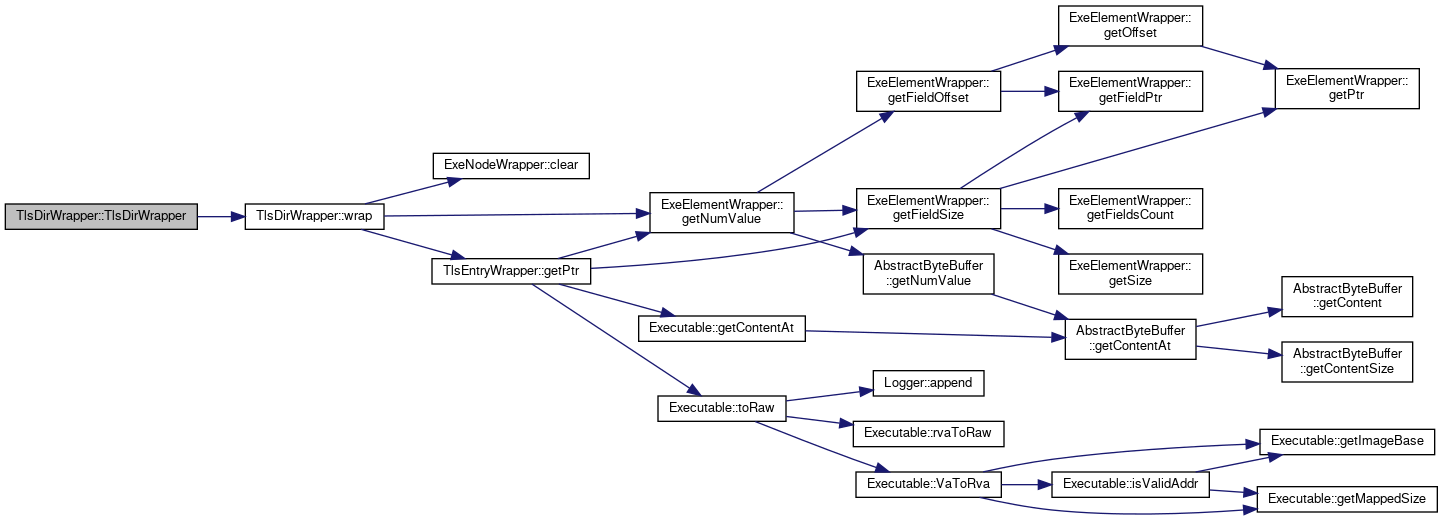 TlsDirWrapper::TlsDirWrapper
TlsDirWrapper::wrap
ExeNodeWrapper::clear
TlsEntryWrapper::getPtr
ExeElementWrapper::
getNumValue
Executable::getContentAt
Executable::toRaw
ExeElementWrapper::
getFieldOffset
ExeElementWrapper::
getFieldSize
AbstractByteBuffer
::getNumValue
Logger::append
Executable::rvaToRaw
Executable::VaToRva
ExeElementWrapper::
getOffset
ExeElementWrapper::
getFieldPtr
ExeElementWrapper::
getFieldsCount
ExeElementWrapper::
getSize
AbstractByteBuffer
::getContentAt
Executable::isValidAddr
ExeElementWrapper::
getPtr
AbstractByteBuffer
::getContent
AbstractByteBuffer
::getContentSize
Executable::getImageBase
Executable::getMappedSize